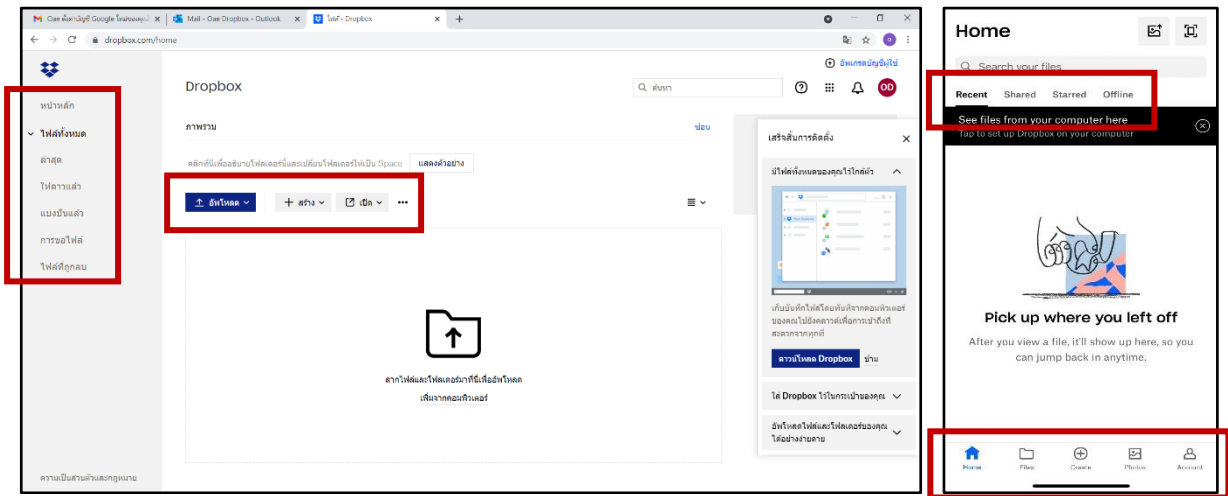 Mail - Oae Dropbox - Outlook
ไฟล์ - Dropbox
dropbox.com/home
อัพเกรดบัญชีผู้ใช้
Dropbox
ค้นหา
OD
หน้าหลัก
ไฟล์ทั้งหมด
ล่าสุด
ให้ดาวแล้ว
แบ่งปันแล้ว
การขอไฟล์
ไฟล์ที่ถูกลบ
ความเป็นส่วนตัวและกฎหมาย
ภาพรวม
ซ่อน
คลิกที่นี่เพื่ออธิบายโฟลเดอร์นี้และเปลี่ยนโฟลเดอร์ให้เป็น Space
แสดงตัวอย่าง
อัพโหลด
สร้าง
เปิด
ลากไฟล์และโฟลเดอร์มาที่นี่เพื่ออัพโหลด
เพิ่มจากคอมพิวเตอร์
เสร็จสิ้นการติดตั้ง
มีไฟล์ทั้งหมดของคุณไว้ใกล้ตัว
เก็บบันทึกไฟล์โดยทันทีจากคอมพิวเตอร์
ของคุณไปยังคลาวด์เพื่อการเข้าถึงที่
สะดวกจากทุกที่
ดาวน์โหลด Dropbox
ข้าม
ใส่ Dropbox ไว้ในกระเป๋าของคุณ
อัพโหลดไฟล์และโฟลเดอร์ของคุณ
ได้อย่างง่ายดาย
Home
Search your files
Recent Shared Starred Offline
See files from your computer here
Tap to set up Dropbox on your computer
Pick up where you left off
After you view a file, it'll show up here, so you
can jump back in anytime.
Home Files Create Photos Account